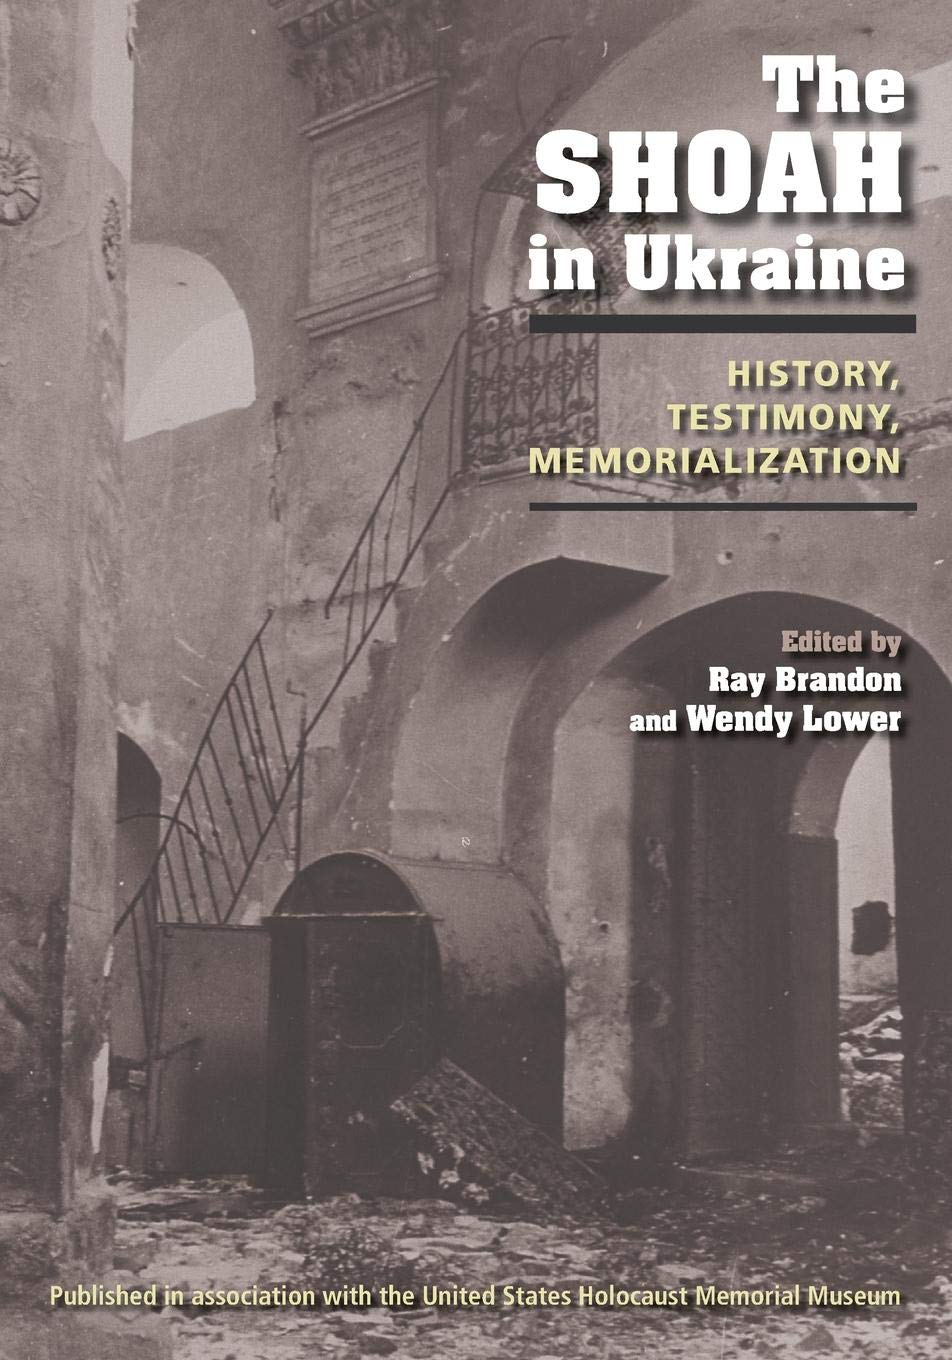 The
SHOAH
in Ukraine
HISTORY,
TESTIMONY,
MEMORIALIZATION
Edited by
Ray Brandon
and Wendy Lower
Published in association with the United States Holocaust Memorial Museum